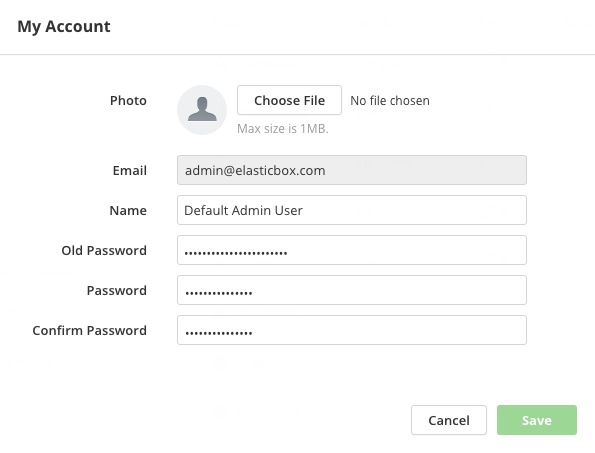 My Account
Photo
Choose File No file chosen
Max size is 1MB.
Email admin@elasticbox.com
Name Default Admin User
Old Password •••••••••••••••••••••••
Password •••••••••••••••
Confirm Password •••••••••••••••
Cancel Save